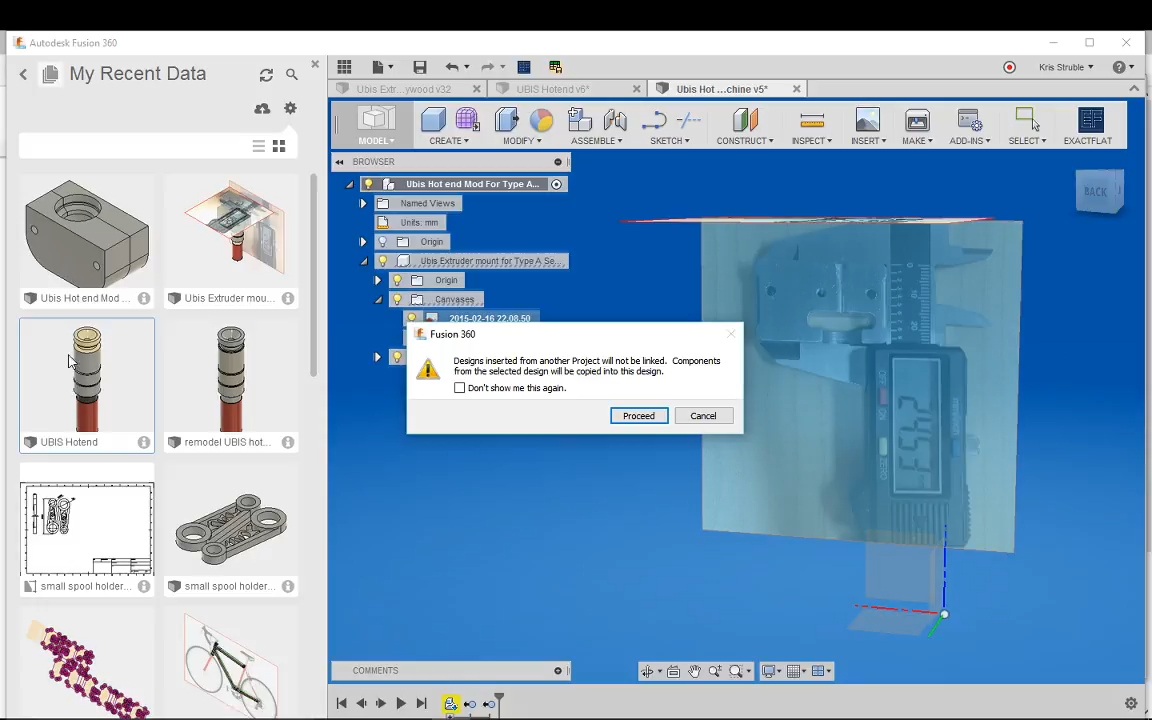 Autodesk Fusion 360
My Recent Data
Ubis Hot end Mod ...
Ubis Extruder mou...
UBIS Hotend
remodel UBIS hot...
small spool holder...
small spool holder...
Kris Struble
Ubis Extr...ywood v32
UBIS Hotend v6*
Ubis Hot ...chine v5*
MODEL
CREATE
MODIFY
ASSEMBLE
SKETCH
CONSTRUCT
INSPECT
INSERT
MAKE
ADD-INS
SELECT
EXACTFLAT
BROWSER
BACK
Ubis Hot end Mod For Type A...
Named Views
Units: mm
Origin
Ubis Extruder mount for Type A Se...
Origin
Canvases
2015-02-16 22.08.50
Fusion 360
Designs inserted from another Project will not be linked. Components
from the selected design will be copied into this design.
Don't show me this again.
Proceed
Cancel
COMMENTS